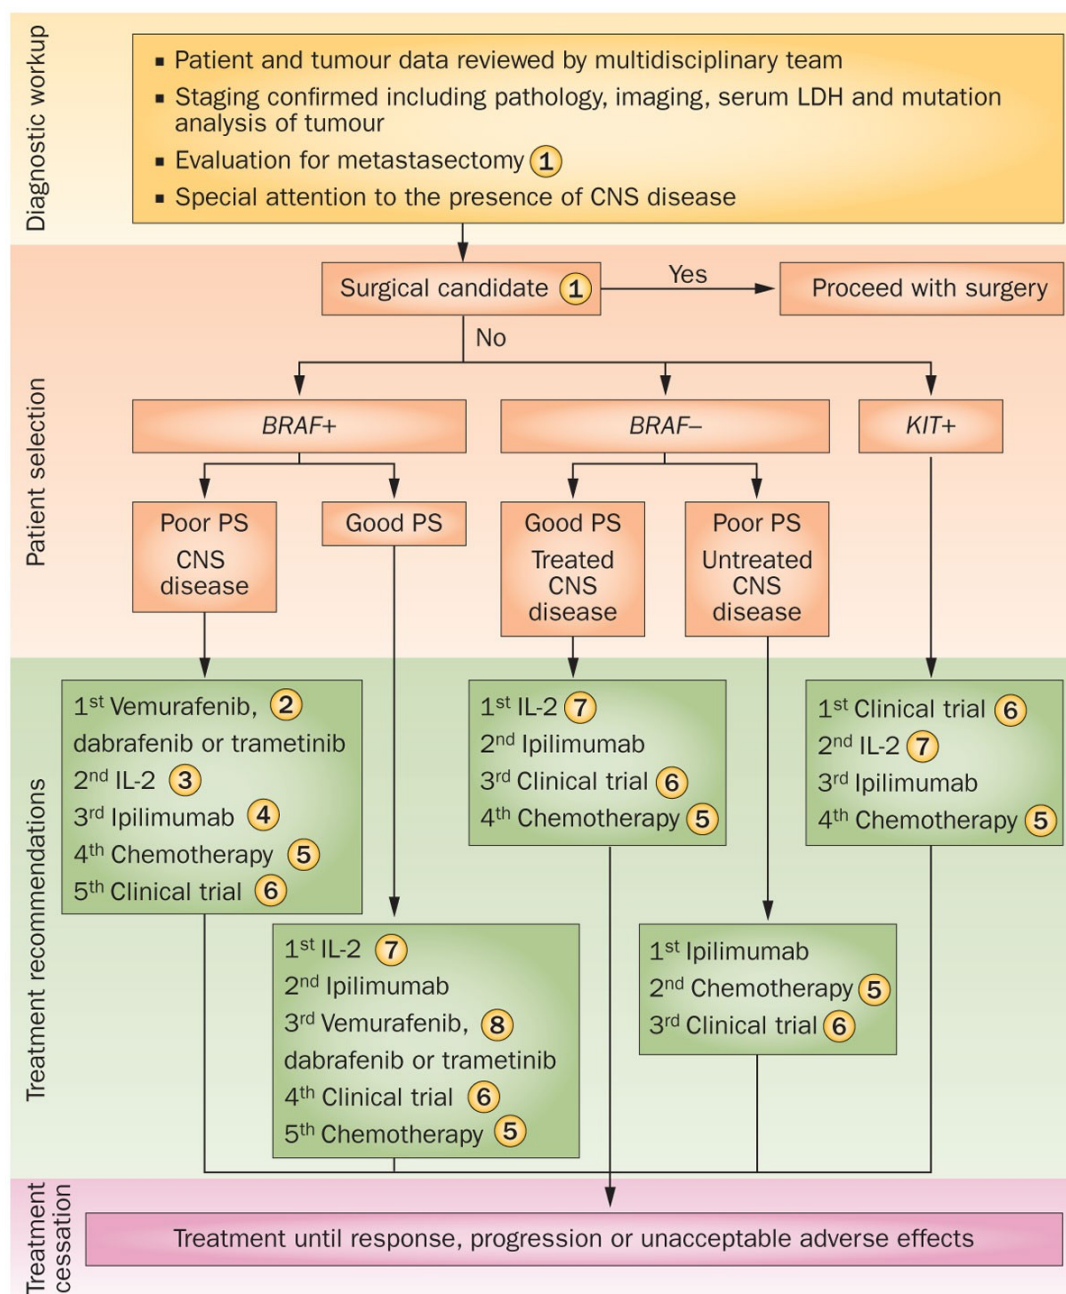 Diagnostic workup
▪ Patient and tumour data reviewed by multidisciplinary team
▪ Staging confirmed including pathology, imaging, serum LDH and mutation
analysis of tumour
▪ Evaluation for metastasectomy 1
▪ Special attention to the presence of CNS disease
Patient selection
Surgical candidate 1
Yes
Proceed with surgery
No
BRAF+
BRAF–
KIT+
Poor PS
CNS
disease
Good PS
Good PS
Treated
CNS
disease
Poor PS
Untreated
CNS
disease
Treatment recommendations
1st Vemurafenib, 2
dabrafenib or trametinib
2nd IL-2 3
3rd Ipilimumab 4
4th Chemotherapy 5
5th Clinical trial 6
1st IL-2 7
2nd Ipilimumab
3rd Vemurafenib, 8
dabrafenib or trametinib
4th Clinical trial 6
5th Chemotherapy 5
1st IL-2 7
2nd Ipilimumab
3rd Clinical trial 6
4th Chemotherapy 5
1st Ipilimumab
2nd Chemotherapy 5
3rd Clinical trial 6
1st Clinical trial 6
2nd IL-2 7
3rd Ipilimumab
4th Chemotherapy 5
Treatment
cessation
Treatment until response, progression or unacceptable adverse effects